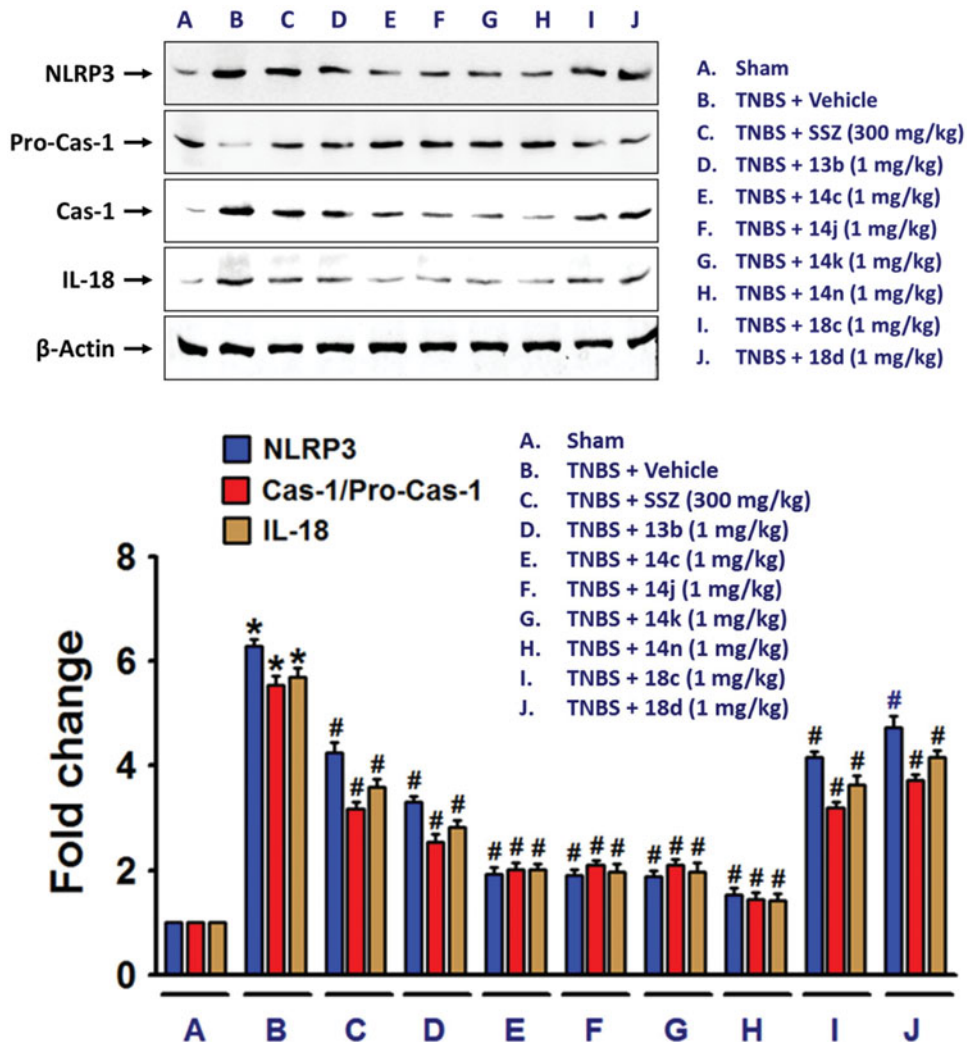 A B C D E F G H I J
NLRP3 →
Pro-Cas-1 →
Cas-1 →
IL-18 →
β-Actin →
A. Sham
B. TNBS + Vehicle
C. TNBS + SSZ (300 mg/kg)
D. TNBS + 13b (1 mg/kg)
E. TNBS + 14c (1 mg/kg)
F. TNBS + 14j (1 mg/kg)
G. TNBS + 14k (1 mg/kg)
H. TNBS + 14n (1 mg/kg)
I. TNBS + 18c (1 mg/kg)
J. TNBS + 18d (1 mg/kg)
NLRP3
Cas-1/Pro-Cas-1
IL-18
A. Sham
B. TNBS + Vehicle
C. TNBS + SSZ (300 mg/kg)
D. TNBS + 13b (1 mg/kg)
E. TNBS + 14c (1 mg/kg)
F. TNBS + 14j (1 mg/kg)
G. TNBS + 14k (1 mg/kg)
H. TNBS + 14n (1 mg/kg)
I. TNBS + 18c (1 mg/kg)
J. TNBS + 18d (1 mg/kg)
Fold change
8
6
4
2
0
* * *
# # #
# # #
# # #
# # #
# # #
# # #
# # #
# # #
A B C D E F G H I J